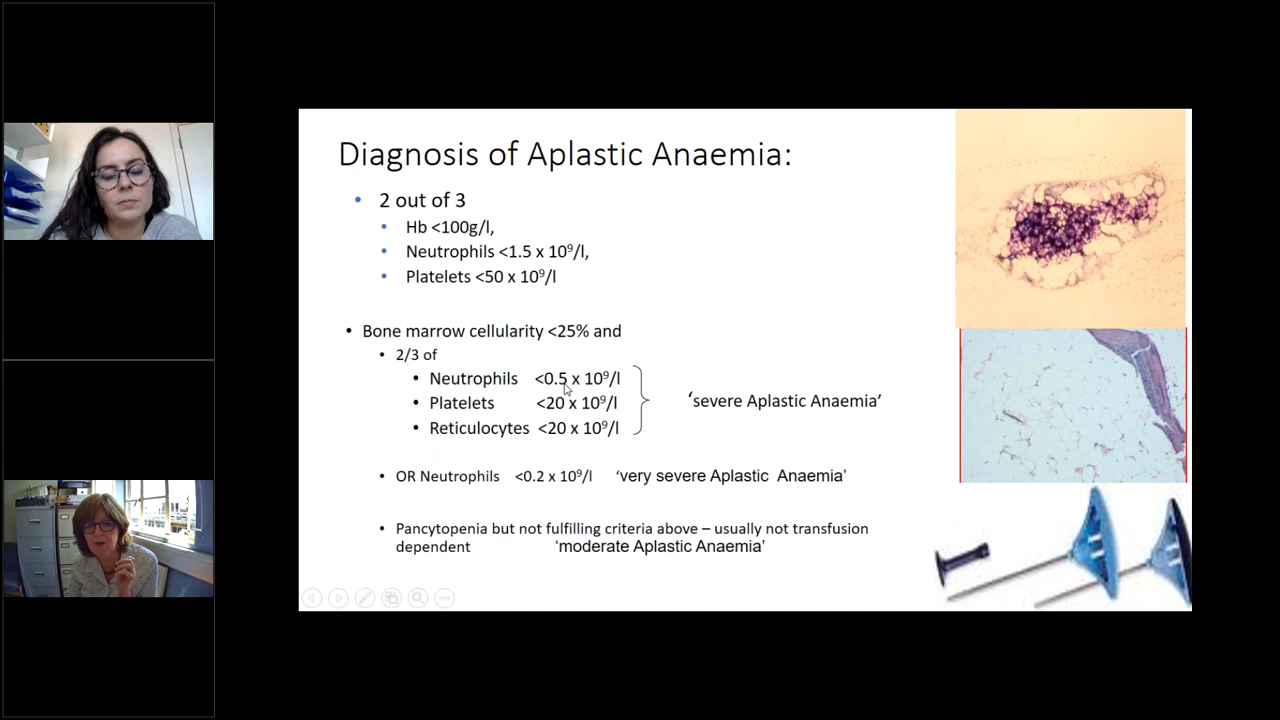 Diagnosis of Aplastic Anaemia:
• 2 out of 3
• Hb <100g/l,
• Neutrophils <1.5 x 10⁹/l,
• Platelets <50 x 10⁹/l
• Bone marrow cellularity <25% and
• 2/3 of
• Neutrophils <0.5 x 10⁹/l
• Platelets <20 x 10⁹/l
• Reticulocytes <20 x 10⁹/l
‘severe Aplastic Anaemia’
• OR Neutrophils <0.2 x 10⁹/l ‘very severe Aplastic Anaemia’
• Pancytopenia but not fulfilling criteria above – usually not transfusion
dependent ‘moderate Aplastic Anaemia’